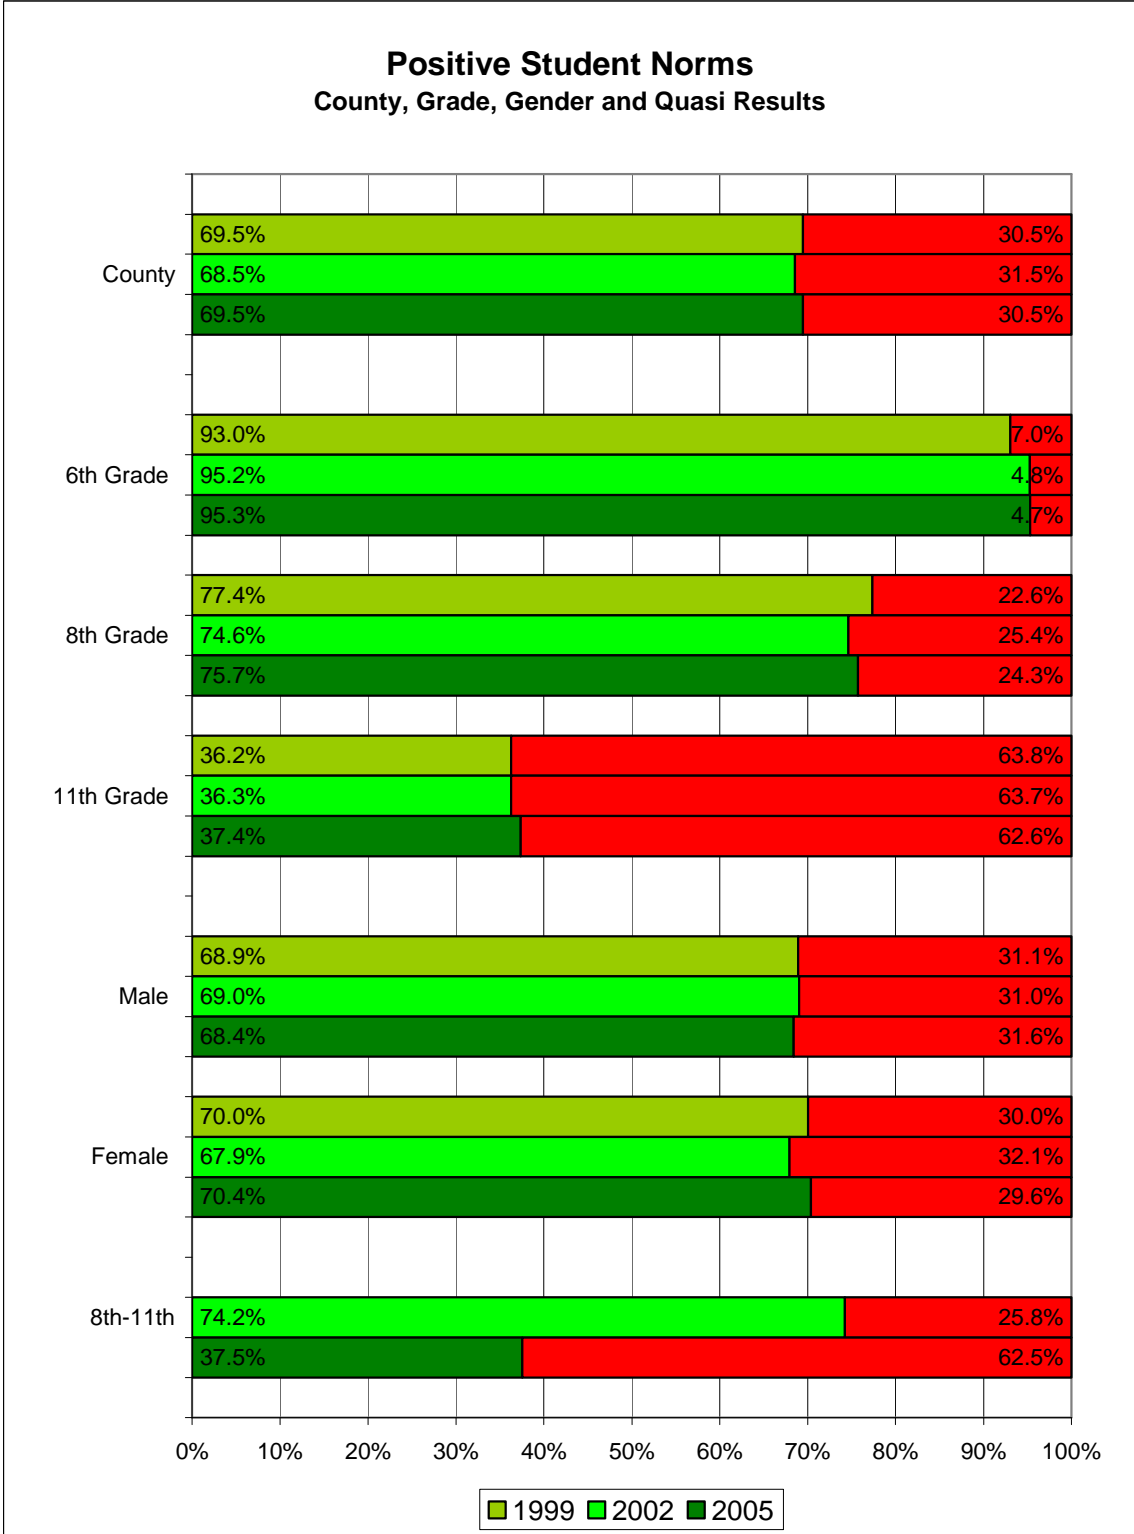 Positive Student Norms
County, Grade, Gender and Quasi Results
County
69.5% 30.5%
68.5% 31.5%
69.5% 30.5%
6th Grade
93.0% 7.0%
95.2% 4.8%
95.3% 4.7%
8th Grade
77.4% 22.6%
74.6% 25.4%
75.7% 24.3%
11th Grade
36.2% 63.8%
36.3% 63.7%
37.4% 62.6%
Male
68.9% 31.1%
69.0% 31.0%
68.4% 31.6%
Female
70.0% 30.0%
67.9% 32.1%
70.4% 29.6%
8th-11th
74.2% 25.8%
37.5% 62.5%
0% 10% 20% 30% 40% 50% 60% 70% 80% 90% 100%
1999 2002 2005